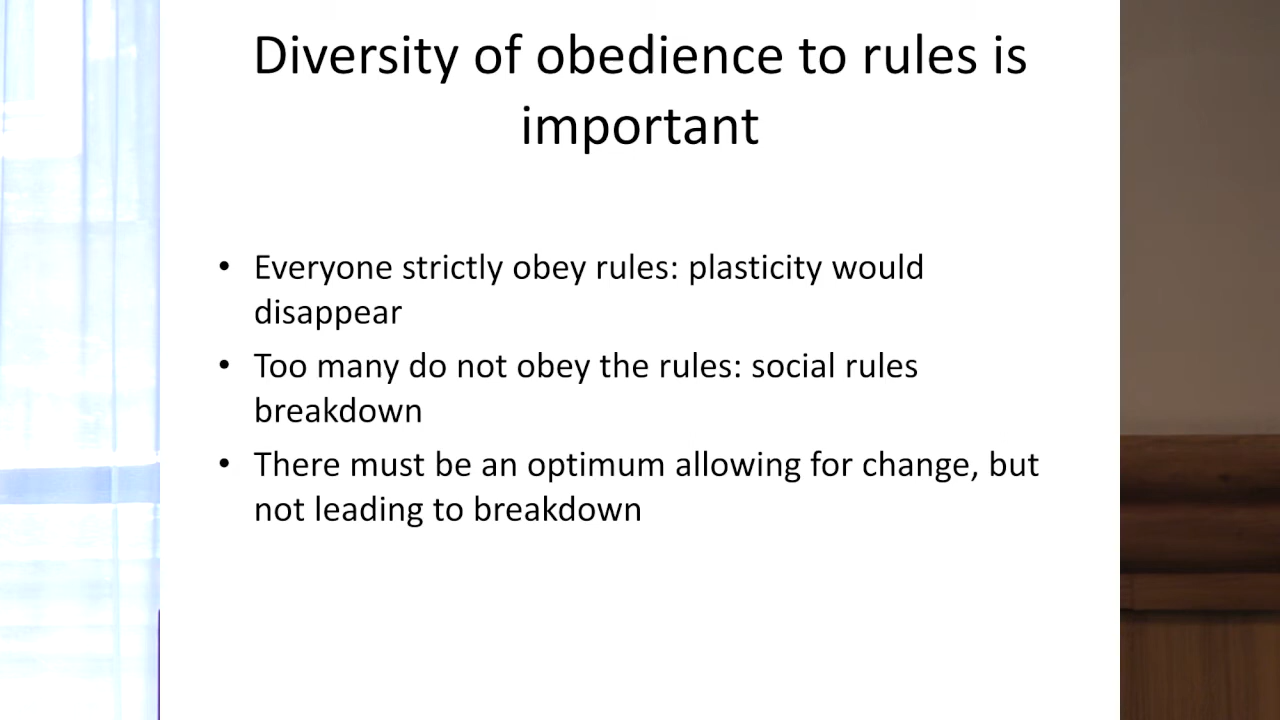 Diversity of obedience to rules is
important
• Everyone strictly obey rules: plasticity would
disappear
• Too many do not obey the rules: social rules
breakdown
• There must be an optimum allowing for change, but
not leading to breakdown